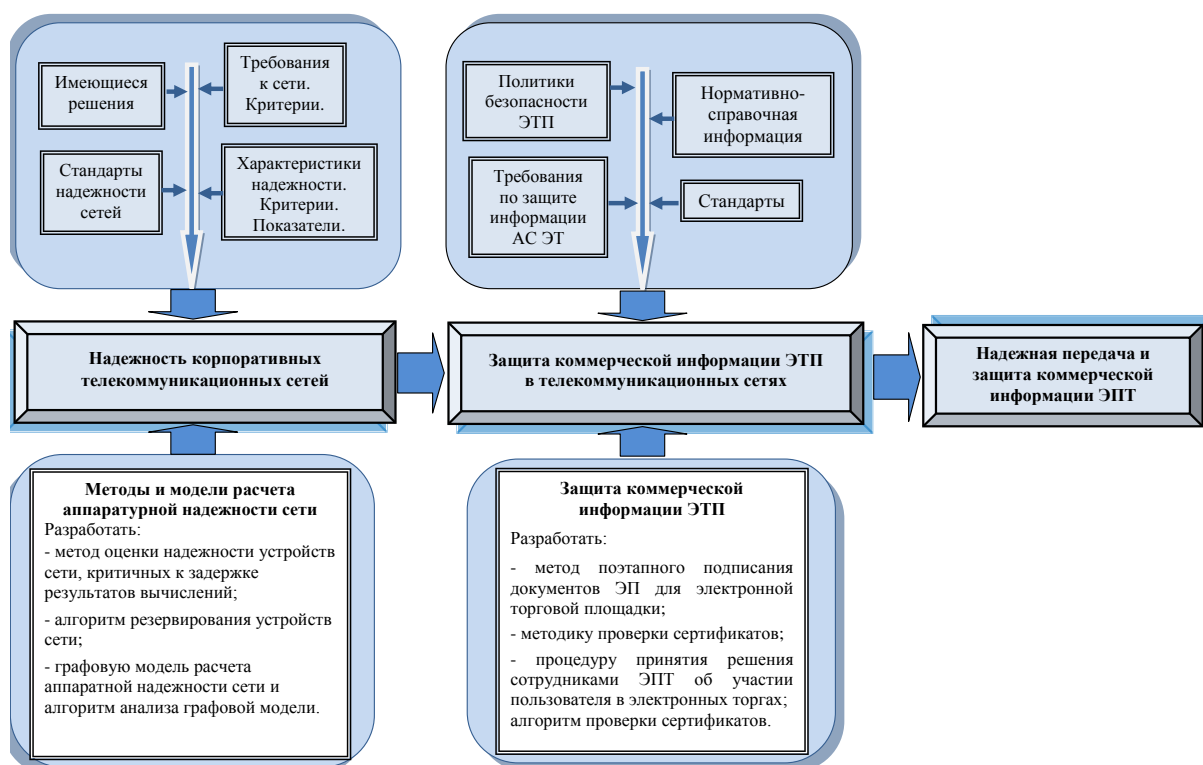 Имеющиеся
решения
Требования
к сети.
Критерии.
Стандарты
надежности
сетей
Характеристики
надежности.
Критерии.
Показатели.
Политики
безопасности
ЭТП
Нормативно-
справочная
информация
Требования
по защите
информации
АС ЭТ
Стандарты
Надежность корпоративных
телекоммуникационных сетей
Защита коммерческой информации ЭТП
в телекоммуникационных сетях
Надежная передача и
защита коммерческой
информации ЭПТ
Методы и модели расчета
аппаратурной надежности сети
Разработать:
- метод оценки надежности устройств
сети, критичных к задержке
результатов вычислений;
- алгоритм резервирования устройств
сети;
- графовую модель расчета
аппаратной надежности сети и
алгоритм анализа графовой модели.
Защита коммерческой
информации ЭТП
Разработать:
- метод поэтапного подписания
документов ЭП для электронной
торговой площадки;
- методику проверки сертификатов;
- процедуру принятия решения
сотрудниками ЭПТ об участии
пользователя в электронных торгах;
алгоритм проверки сертификатов.